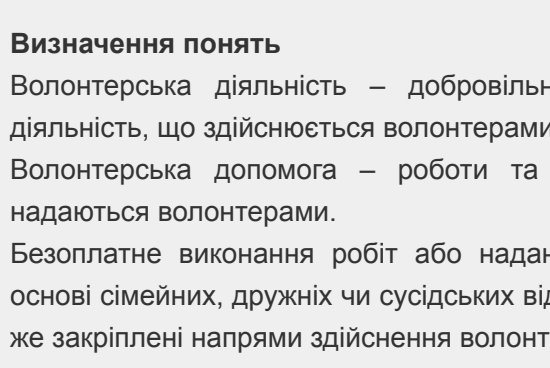 Визначення понять
Волонтерська діяльність – добровільн
діяльність, що здійснюється волонтерами
Волонтерська допомога – роботи та
надаються волонтерами.
Безоплатне виконання робіт або надан
основі сімейних, дружніх чи сусідських від
же закріплені напрями здійснення волонт